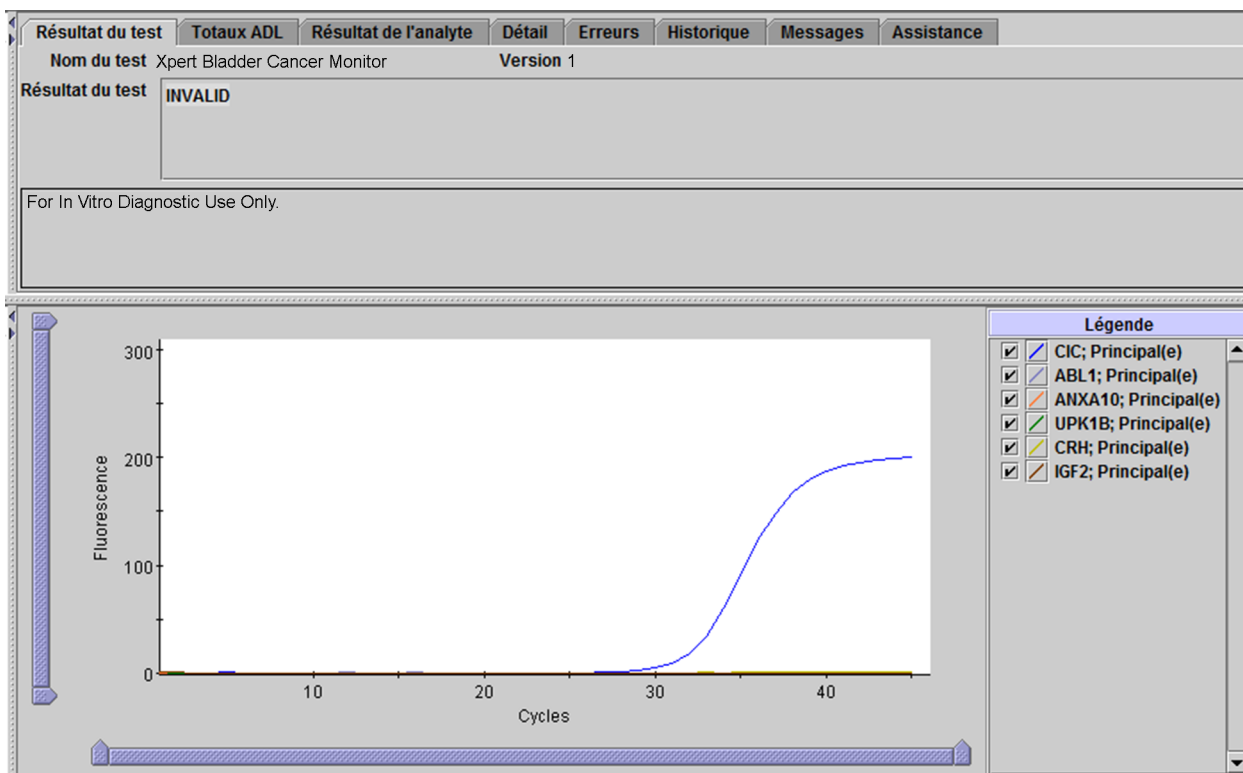 Résultat du test Totaux ADL Résultat de l'analyte Détail Erreurs Historique Messages Assistance
Nom du test Xpert Bladder Cancer Monitor Version 1
Résultat du test INVALID
For In Vitro Diagnostic Use Only.
Légende
CIC; Principal(e)
ABL1; Principal(e)
ANXA10; Principal(e)
UPK1B; Principal(e)
CRH; Principal(e)
IGF2; Principal(e)
300
200
100
0
Fluorescence
10 20 30 40
Cycles